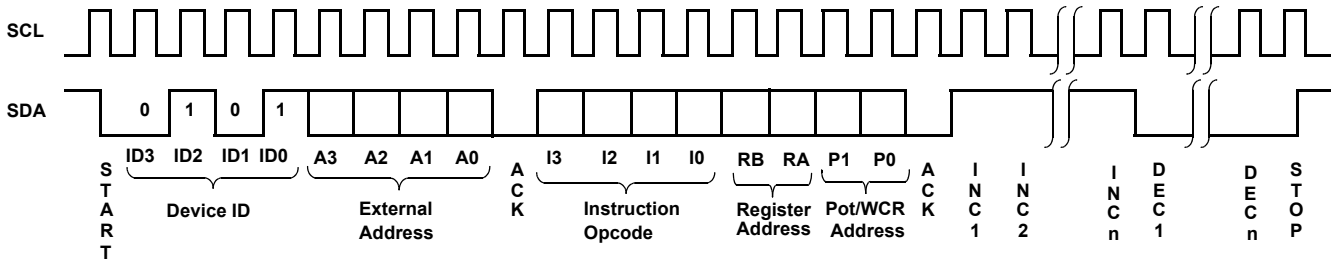 SCL
SDA
0 1 0 1
ID3 ID2 ID1 ID0 A3 A2 A1 A0 I3 I2 I1 I0 RB RA P1 P0
START
ACK
ACK
INC1
INC2
INCn
DEC1
DECn
STOP
Device ID
External
Address
Instruction
Opcode
Register
Address
Pot/WCR
Address